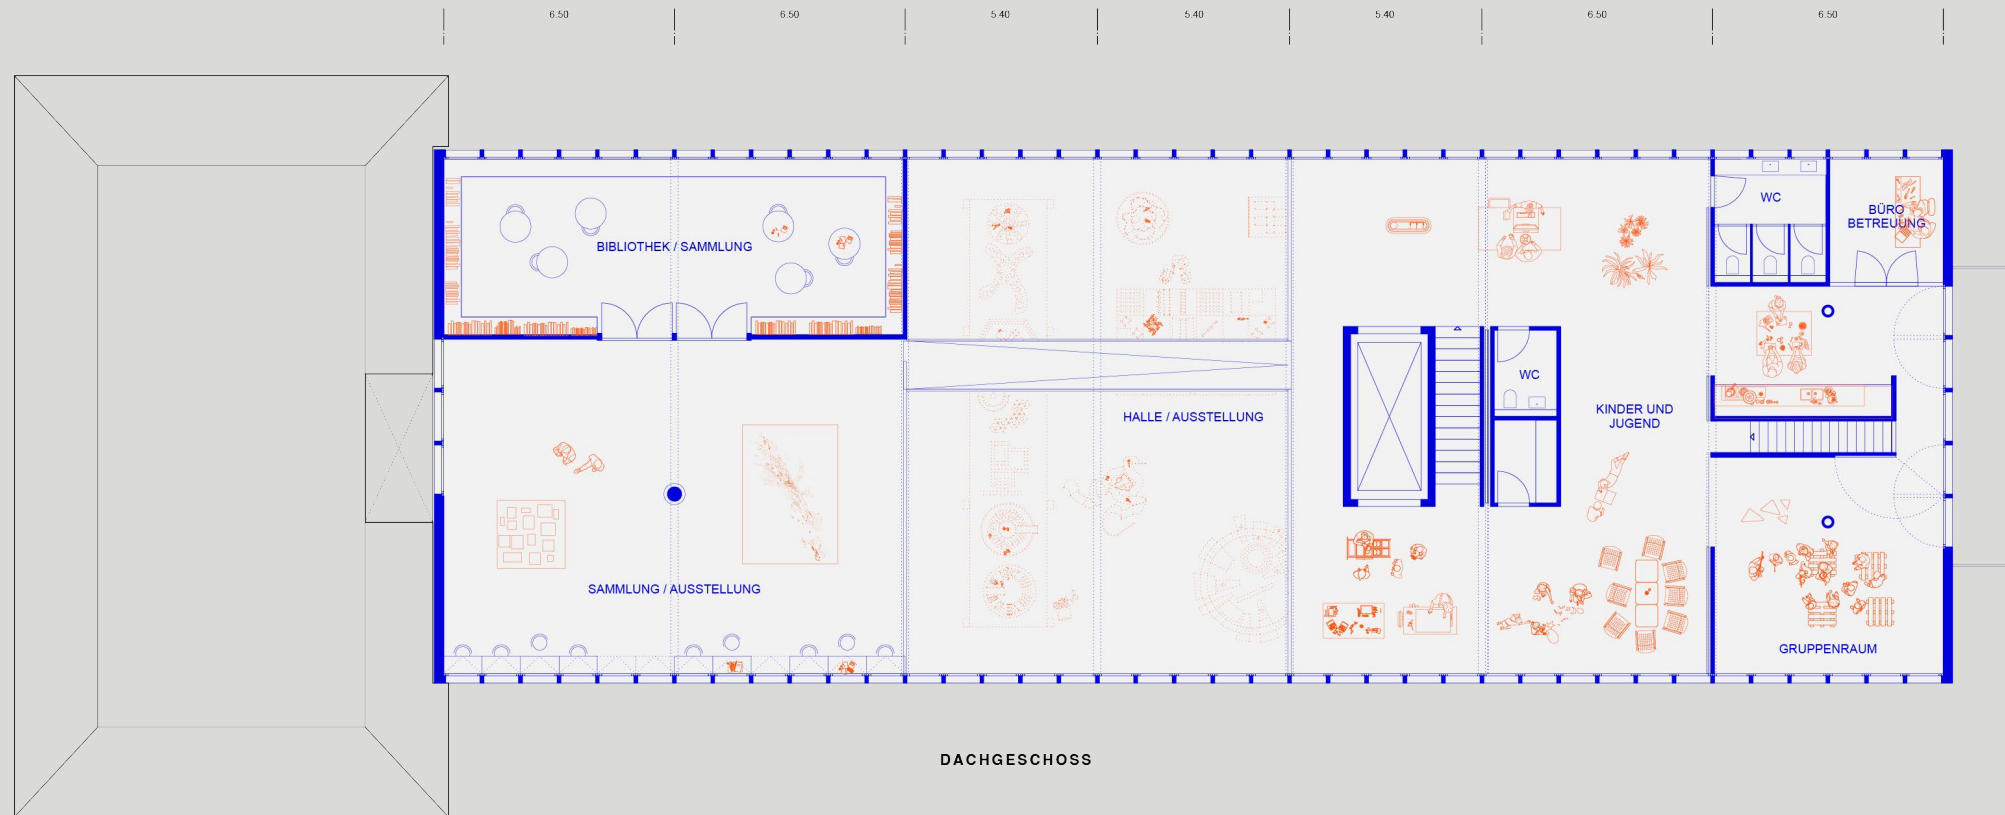 6.50 6.50 5.40 5.40 5.40 6.50 6.50
WC
BÜRO
BETREUUNG
BIBLIOTHEK / SAMMLUNG
WC
KINDER UND
JUGEND
HALLE / AUSSTELLUNG
SAMMLUNG / AUSSTELLUNG
GRUPPENRAUM
DACHGESCHOSS